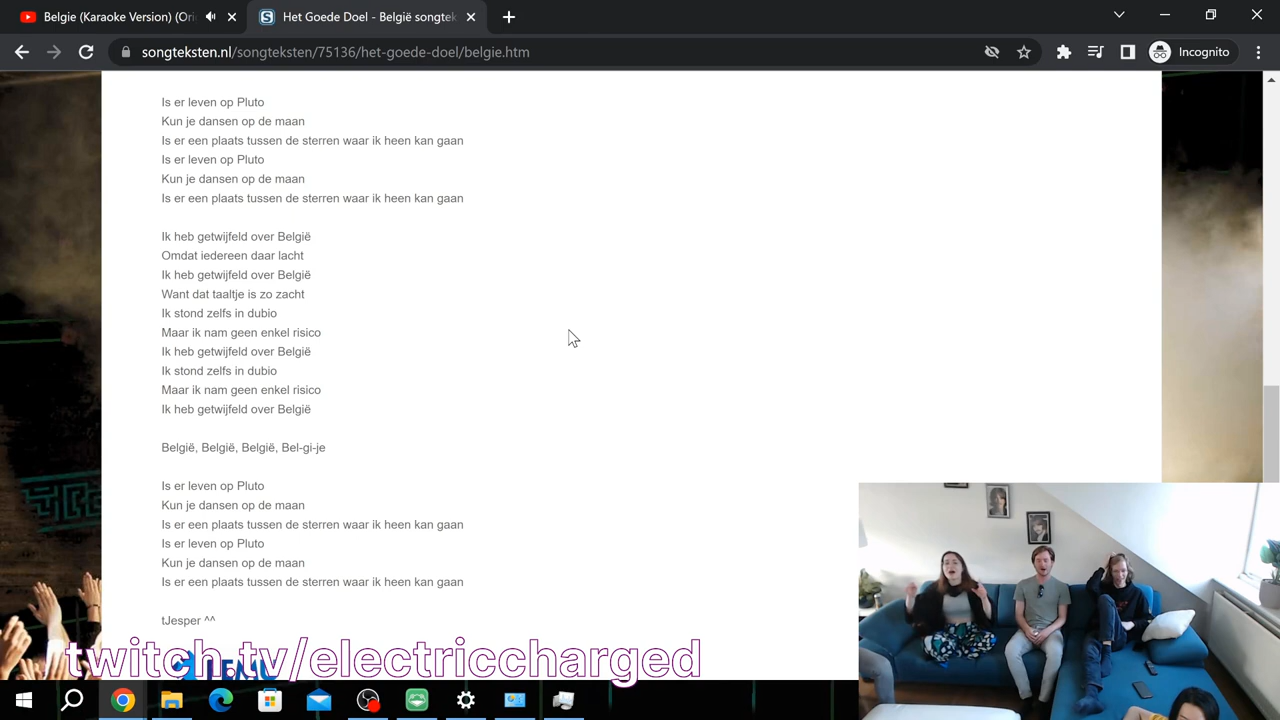 Belgie (Karaoke Version) (Ori
Het Goede Doel - België songtek
songteksten.nl/songteksten/75136/het-goede-doel/belgie.htm
Incognito
Is er leven op Pluto
Kun je dansen op de maan
Is er een plaats tussen de sterren waar ik heen kan gaan
Is er leven op Pluto
Kun je dansen op de maan
Is er een plaats tussen de sterren waar ik heen kan gaan
Ik heb getwijfeld over België
Omdat iedereen daar lacht
Ik heb getwijfeld over België
Want dat taaltje is zo zacht
Ik stond zelfs in dubio
Maar ik nam geen enkel risico
Ik heb getwijfeld over België
Ik stond zelfs in dubio
Maar ik nam geen enkel risico
Ik heb getwijfeld over België
België, België, België, Bel-gi-je
Is er leven op Pluto
Kun je dansen op de maan
Is er een plaats tussen de sterren waar ik heen kan gaan
Is er leven op Pluto
Kun je dansen op de maan
Is er een plaats tussen de sterren waar ik heen kan gaan
tJesper ^^
twitch.tv/electriccharged